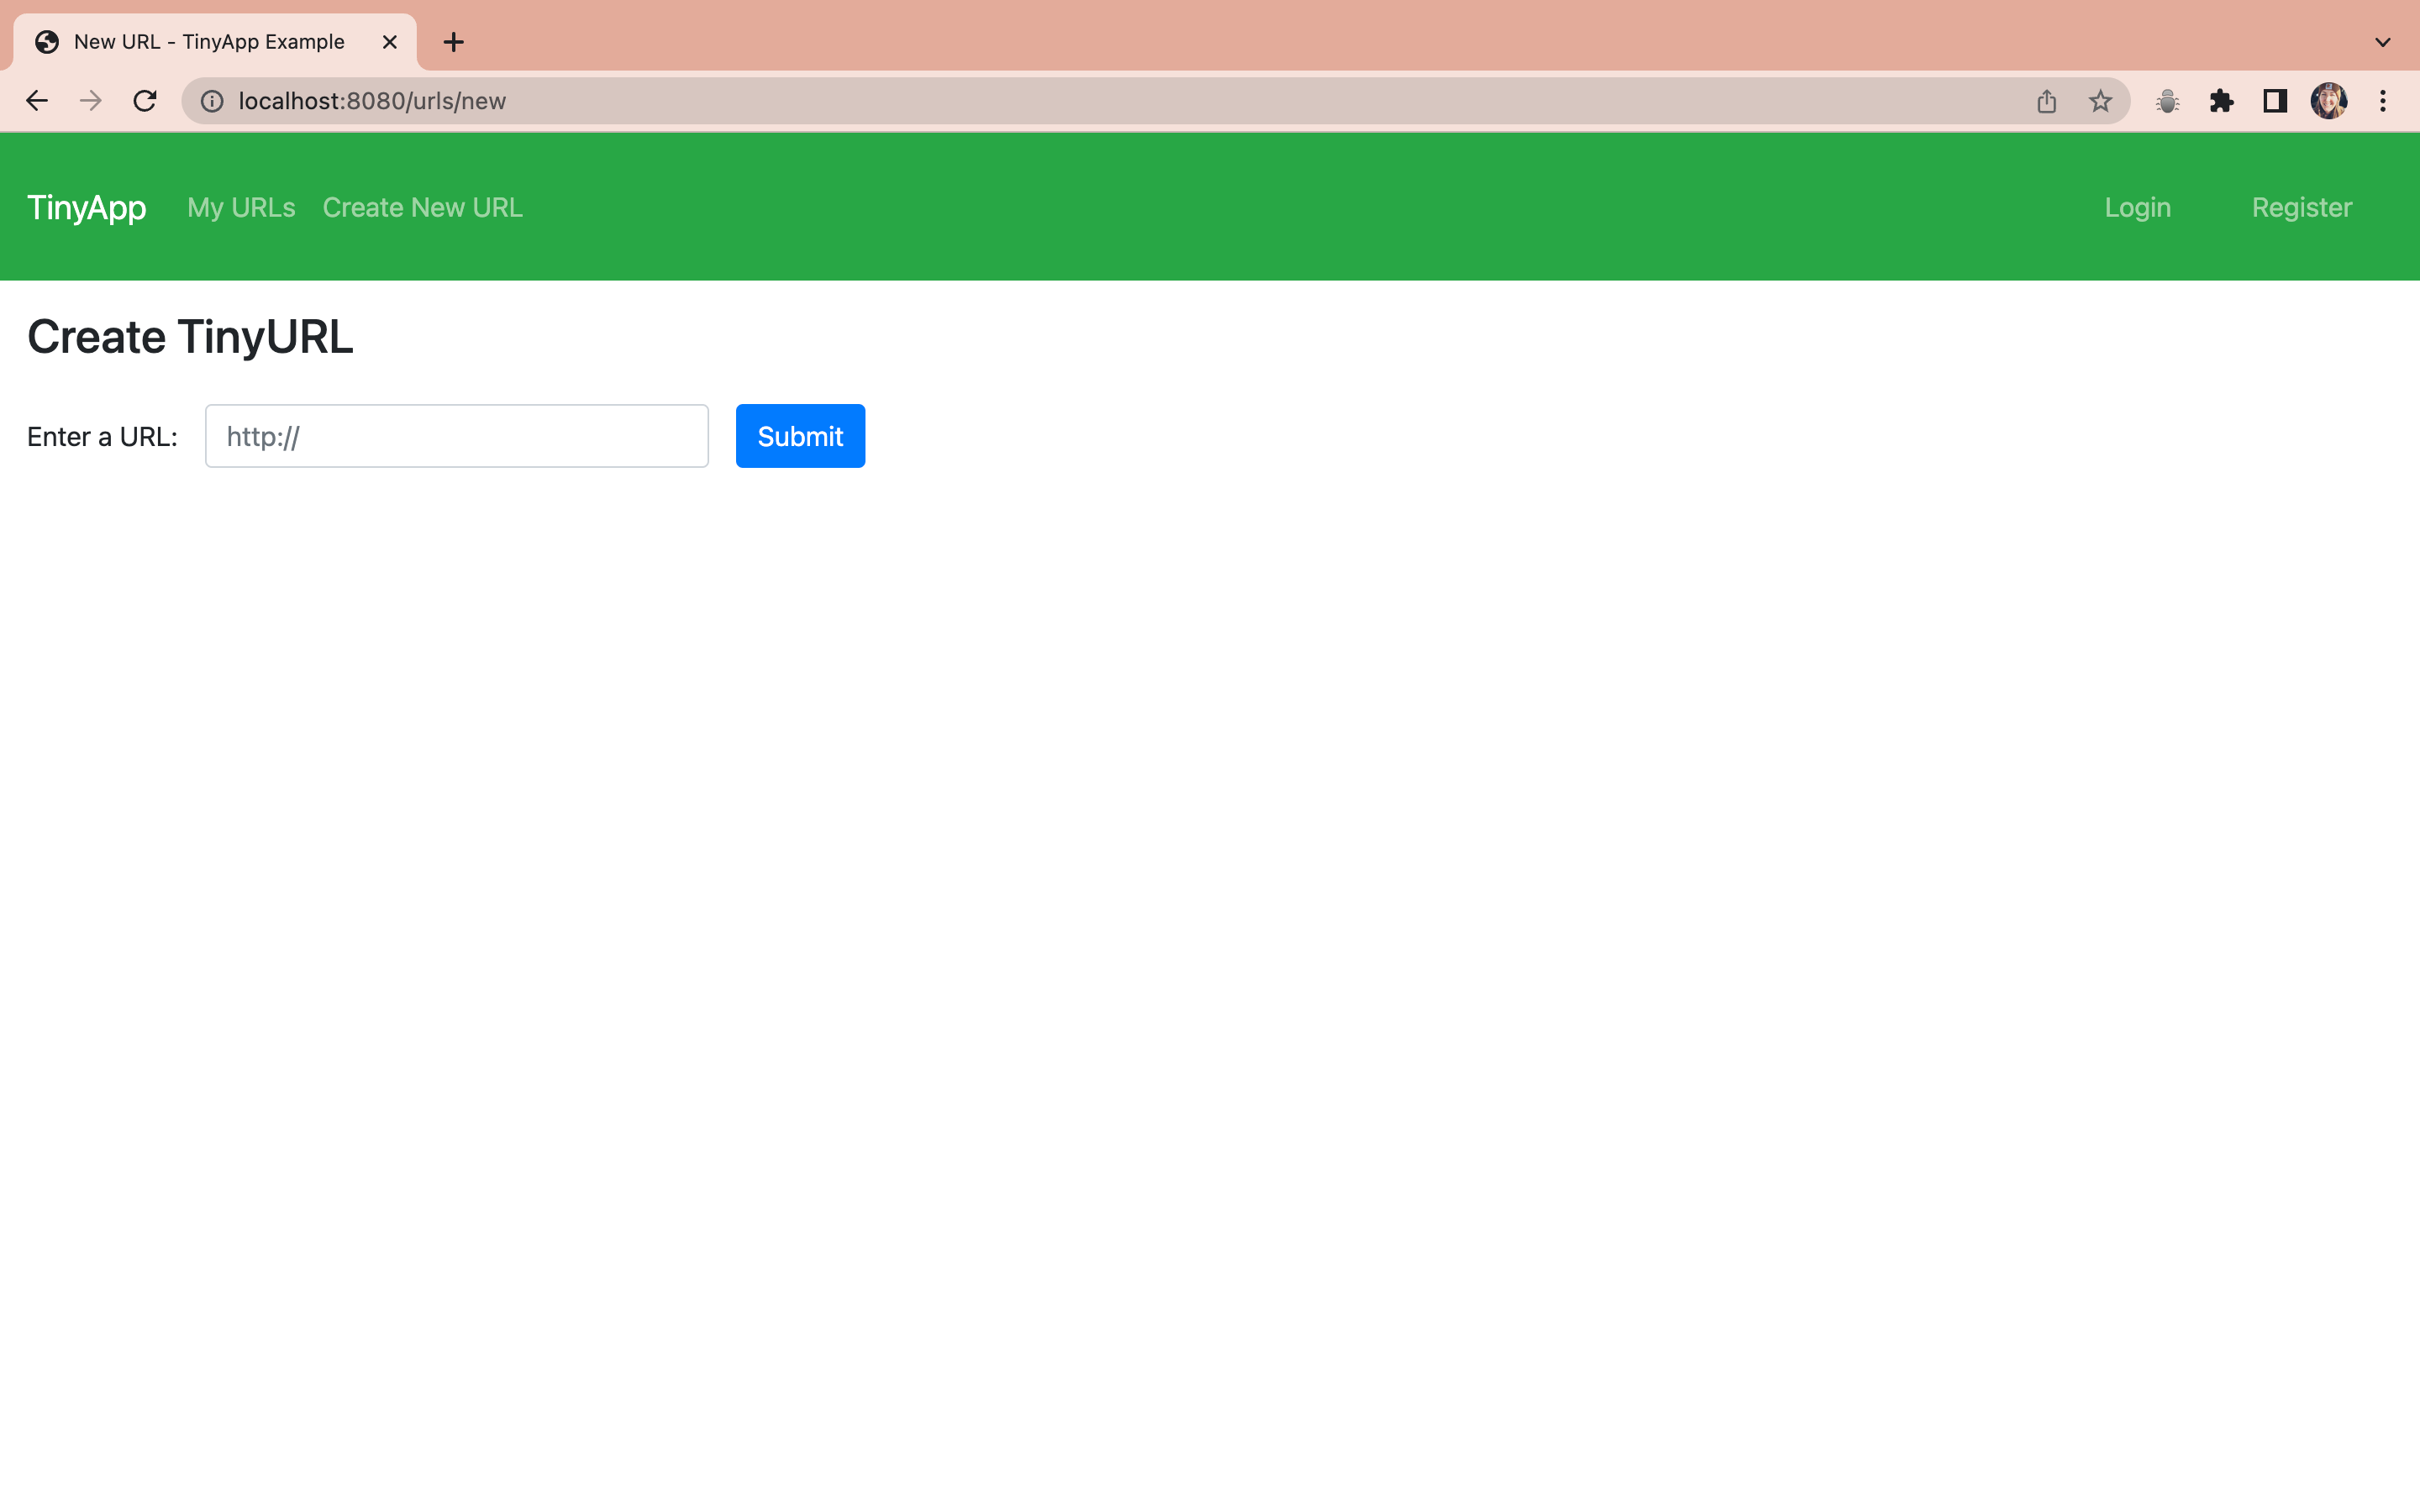 New URL - TinyApp Example
localhost:8080/urls/new
TinyApp My URLs Create New URL Login Register
Create TinyURL
Enter a URL: http:// Submit